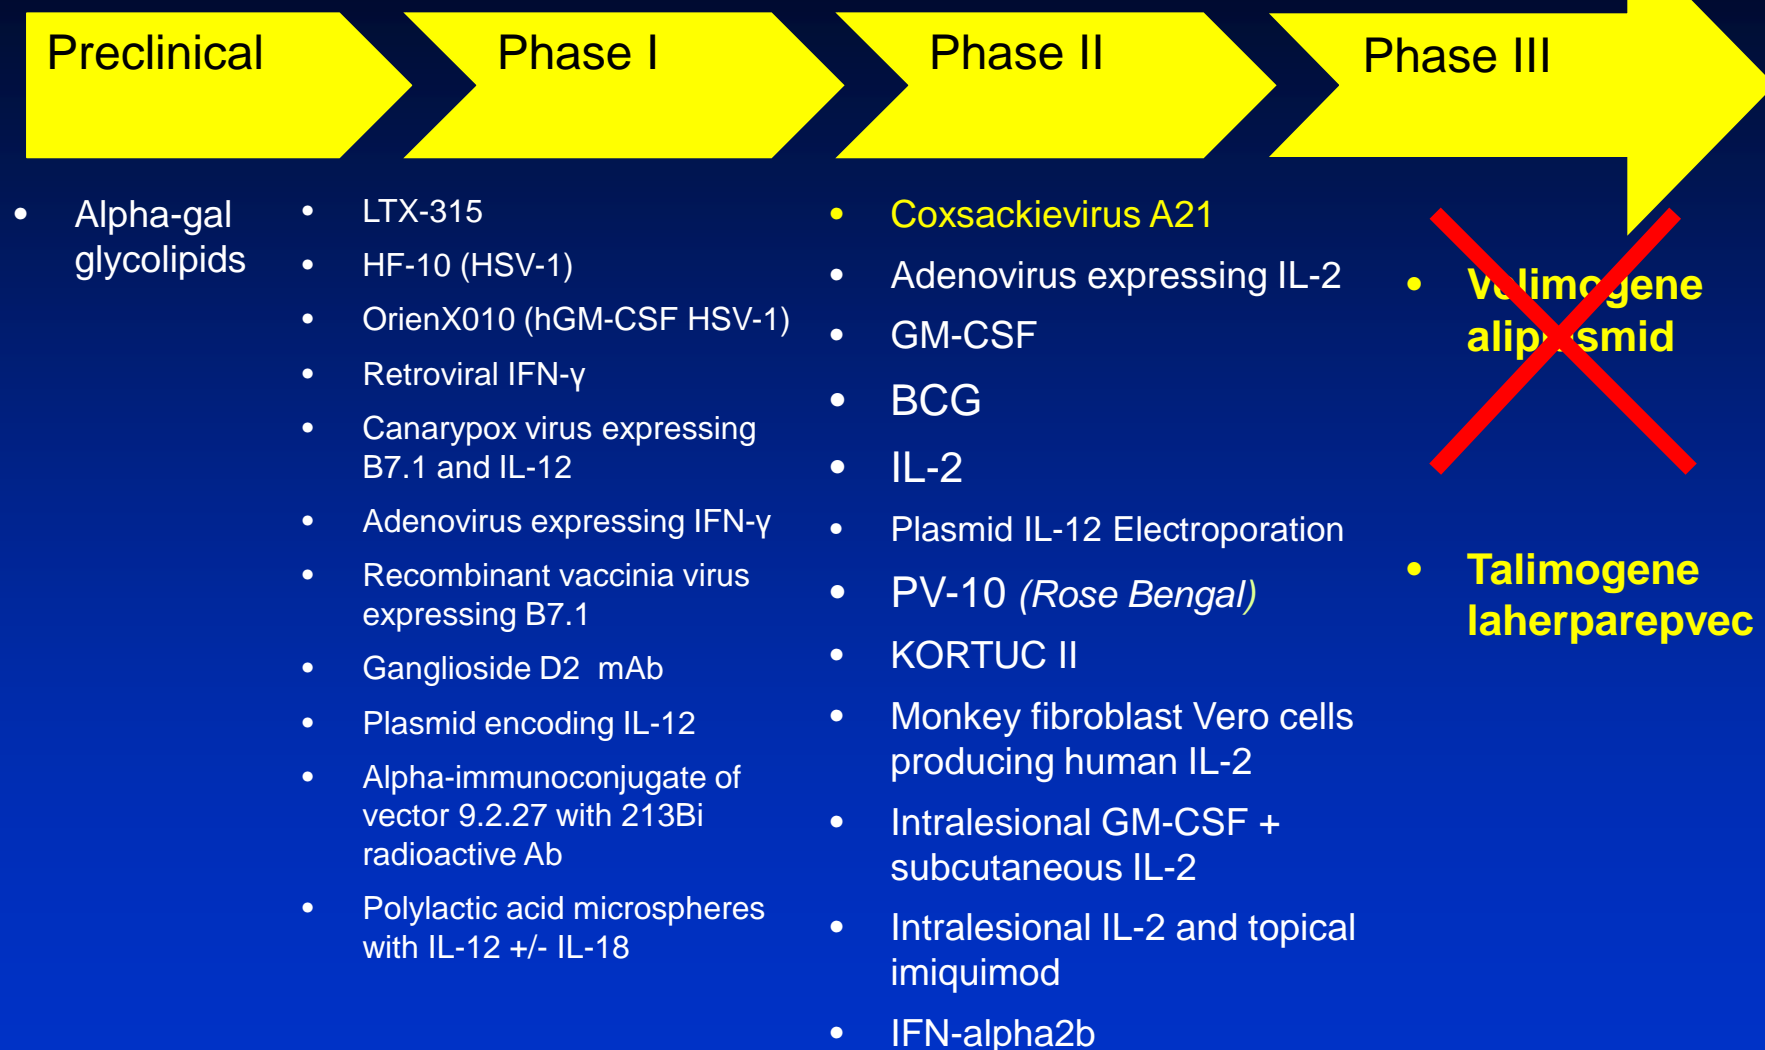 Preclinical
Phase I
Phase II
Phase III
• Alpha-gal
glycolipids
• LTX-315
• HF-10 (HSV-1)
• OrienX010 (hGM-CSF HSV-1)
• Retroviral IFN-γ
• Canarypox virus expressing
B7.1 and IL-12
• Adenovirus expressing IFN-γ
• Recombinant vaccinia virus
expressing B7.1
• Ganglioside D2 mAb
• Plasmid encoding IL-12
• Alpha-immunoconjugate of
vector 9.2.27 with 213Bi
radioactive Ab
• Polylactic acid microspheres
with IL-12 +/- IL-18
• Coxsackievirus A21
• Adenovirus expressing IL-2
• GM-CSF
• BCG
• IL-2
• Plasmid IL-12 Electroporation
• PV-10 (Rose Bengal)
• KORTUC II
• Monkey fibroblast Vero cells
producing human IL-2
• Intralesional GM-CSF +
subcutaneous IL-2
• Intralesional IL-2 and topical
imiquimod
• IFN-alpha2b
• Velimogene
aliplasmid
• Talimogene
laherparepvec